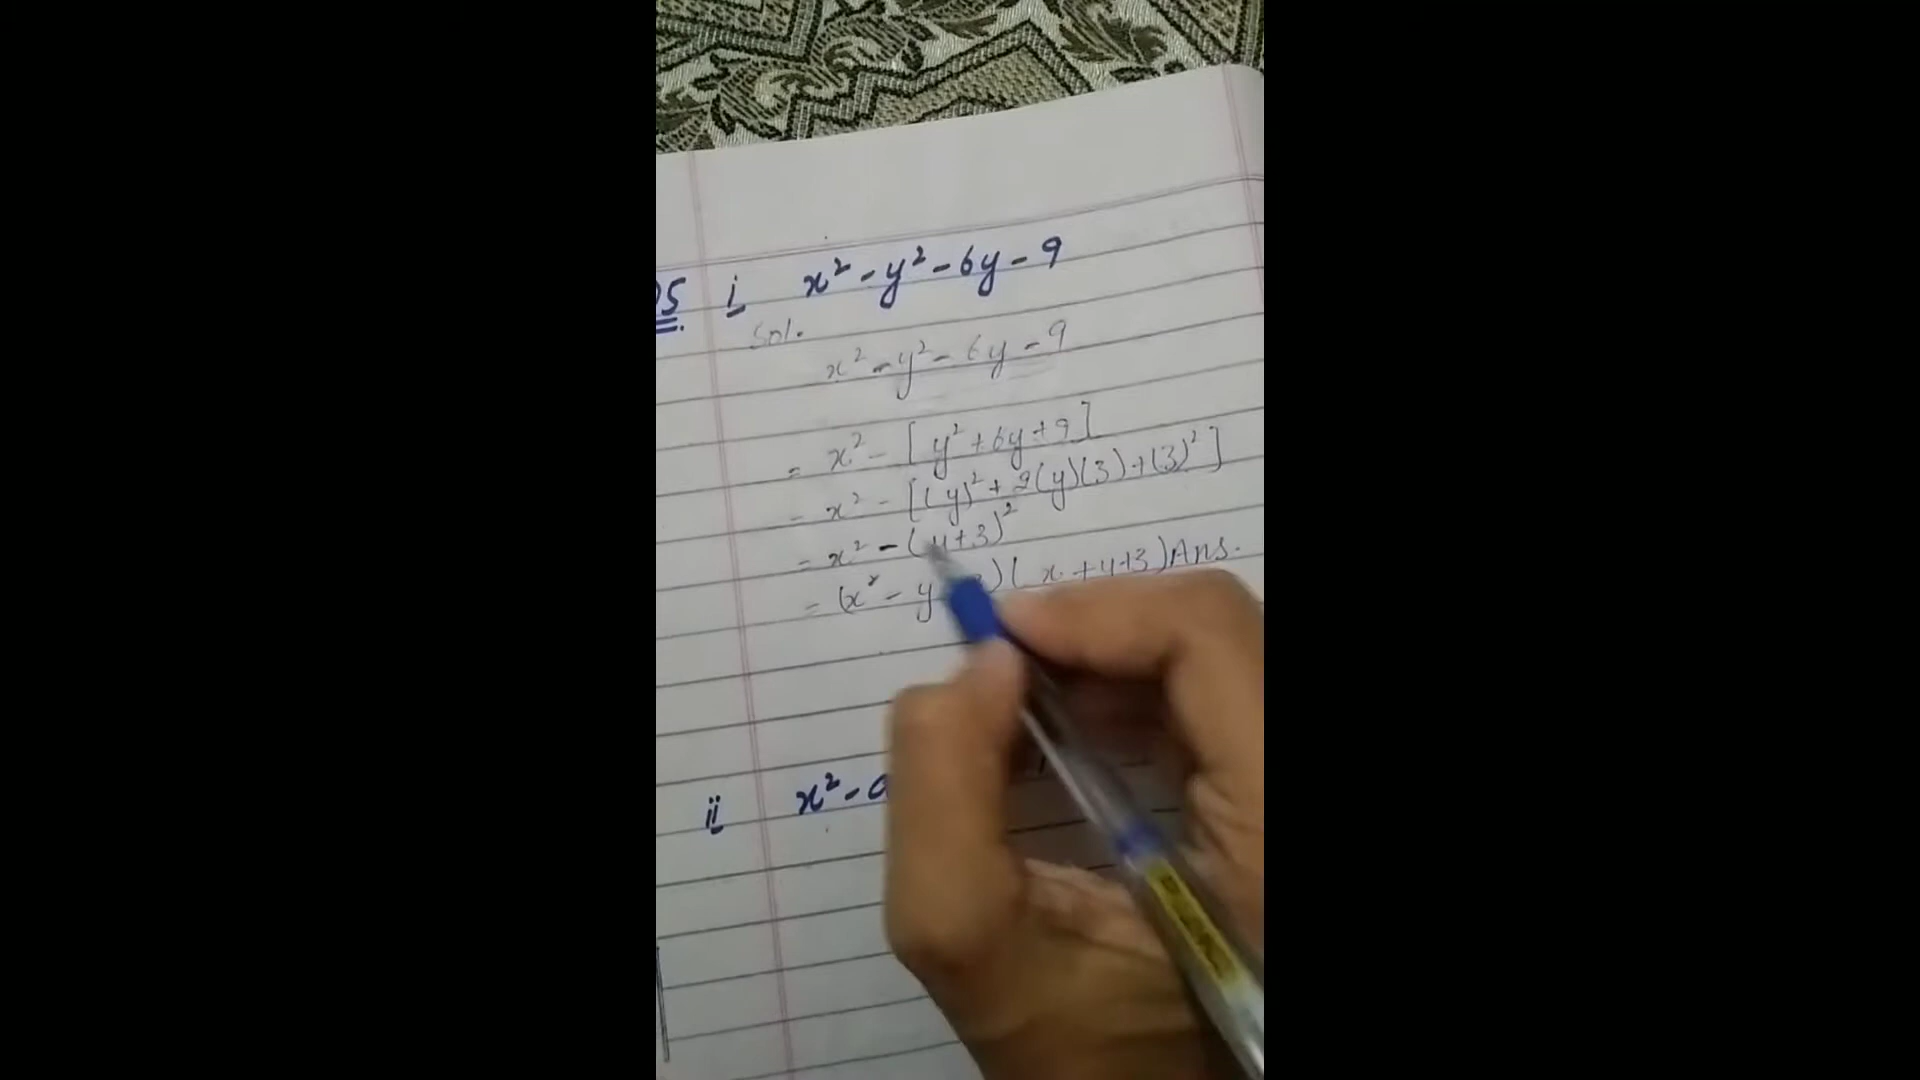 Q5 i x² - y² - 6y - 9
Sol.
x² - y² - 6y - 9
= x² - [y² + 6y + 9]
= x² - [(y)² + 2(y)(3) + (3)²]
= x² - (y + 3)²
= (x² - y ) (x + y + 3) Ans.
ii x² - a